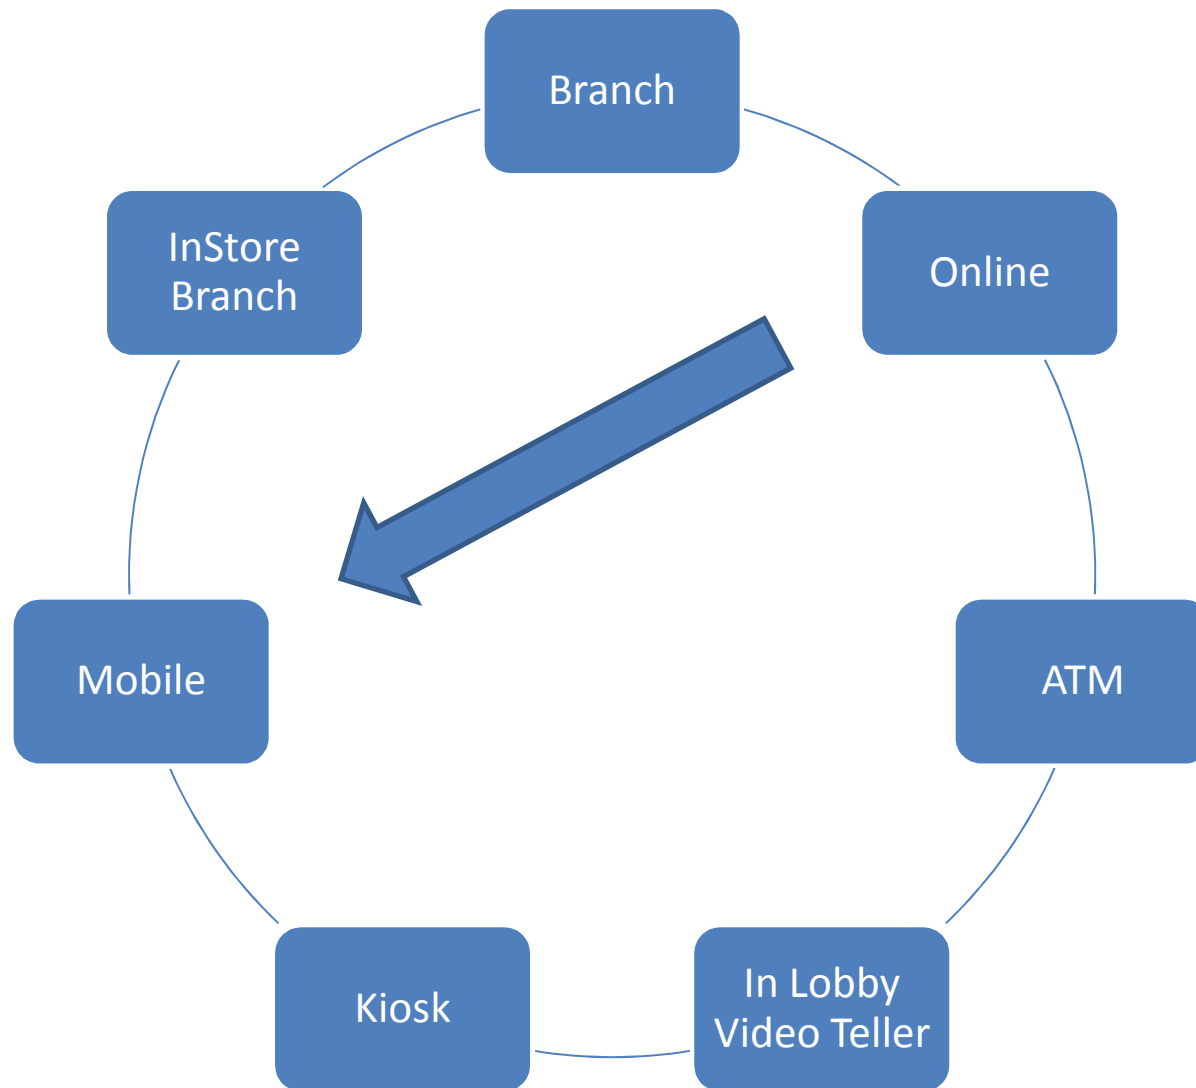 Branch
Online
ATM
In Lobby
Video Teller
Kiosk
Mobile
InStore
Branch